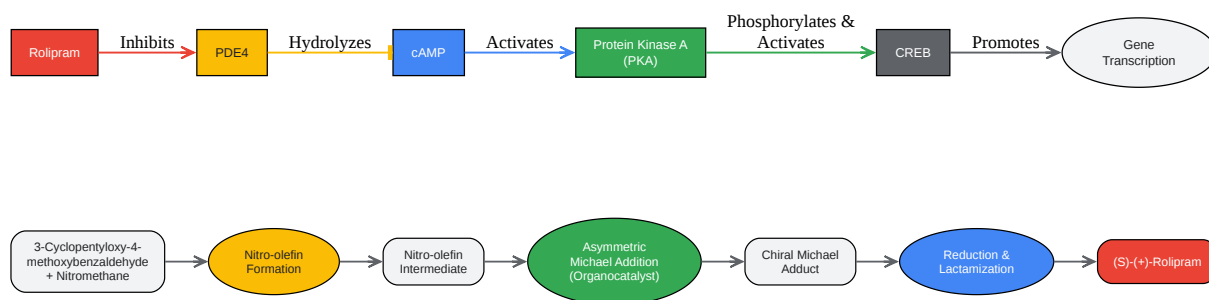 Rolipram
Inhibits
PDE4
Hydrolyzes
cAMP
Activates
Protein Kinase A
(PKA)
Phosphorylates &
Activates
CREB
Promotes
Gene
Transcription
3-Cyclopentyloxy-4-
methoxybenzaldehyde
+ Nitromethane
Nitro-olefin
Formation
Nitro-olefin
Intermediate
Asymmetric
Michael Addition
(Organocatalyst)
Chiral Michael
Adduct
Reduction &
Lactamization
(S)-(+)-Rolipram